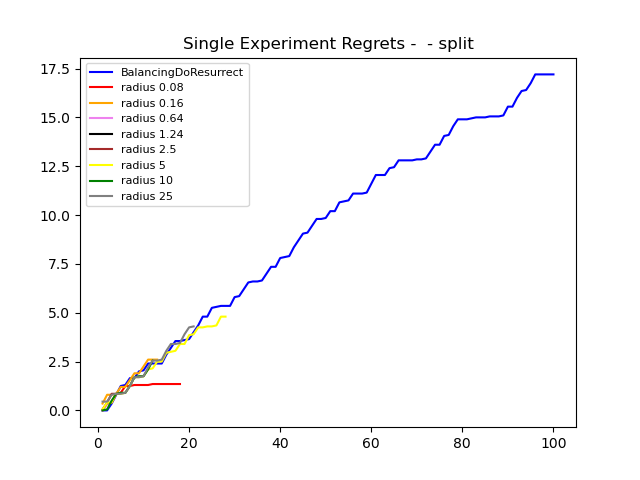 Single Experiment Regrets -  - split
BalancingDoResurrect
radius 0.08
radius 0.16
radius 0.64
radius 1.24
radius 2.5
radius 5
radius 10
radius 25
17.5
15.0
12.5
10.0
7.5
5.0
2.5
0.0
0 20 40 60 80 100